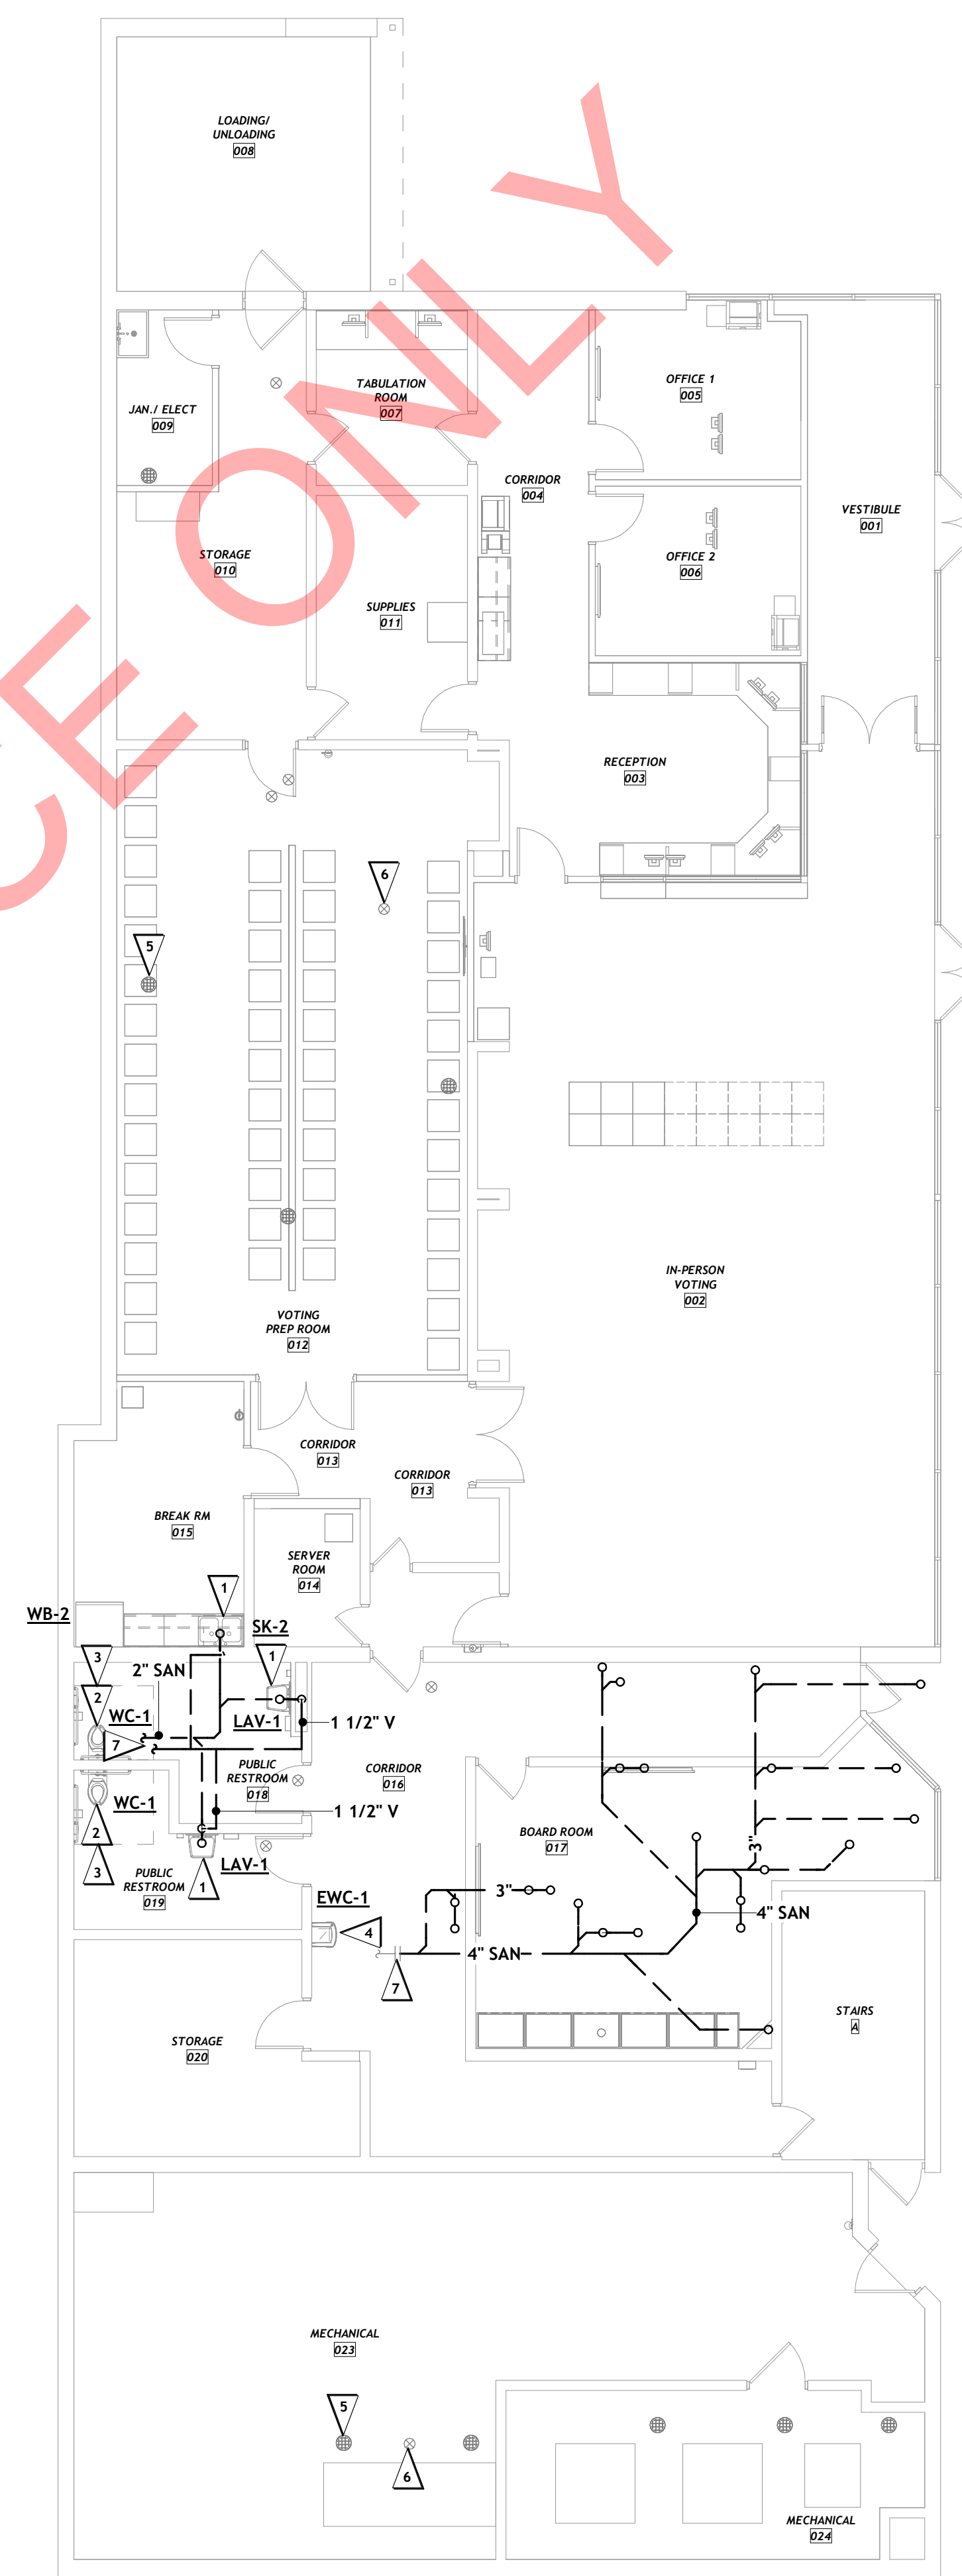 LOADING/
UNLOADING
008
TABULATION
ROOM
007
OFFICE 1
005
JAN./ ELECT
009
CORRIDOR
004
VESTIBULE
001
STORAGE
010
OFFICE 2
006
SUPPLIES
011
CE ONLY
RECEPTION
003
6
5
IN-PERSON
VOTING
002
VOTING
PREP ROOM
012
CORRIDOR
013
CORRIDOR
013
BREAK RM
015
SERVER
ROOM
014
1
WB-2
SK-2
3
1
2" SAN
2
WC-1
LAV-1
1 1/2" V
7
PUBLIC
RESTROOM
018
CORRIDOR
016
WC-1
1 1/2" V
2
BOARD ROOM
017
3"
3
PUBLIC
RESTROOM
019
1
LAV-1
EWC-1
3"
4" SAN
4
4" SAN
7
STAIRS
A
STORAGE
020
MECHANICAL
023
5
6
MECHANICAL
024